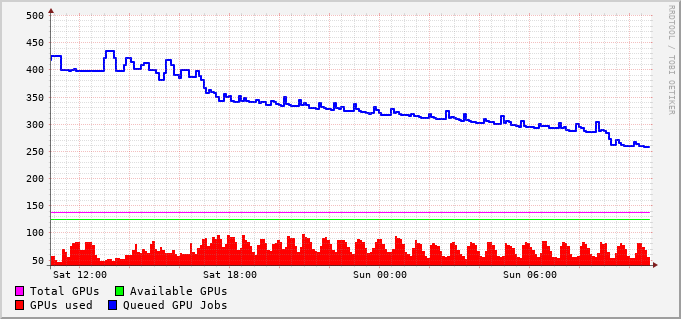 500
450
400
350
300
250
200
150
100
50
Sat 12:00 Sat 18:00 Sun 00:00 Sun 06:00
Total GPUs Available GPUs
GPUs used Queued GPU Jobs
RRDTOOL / TOBI OETIKER